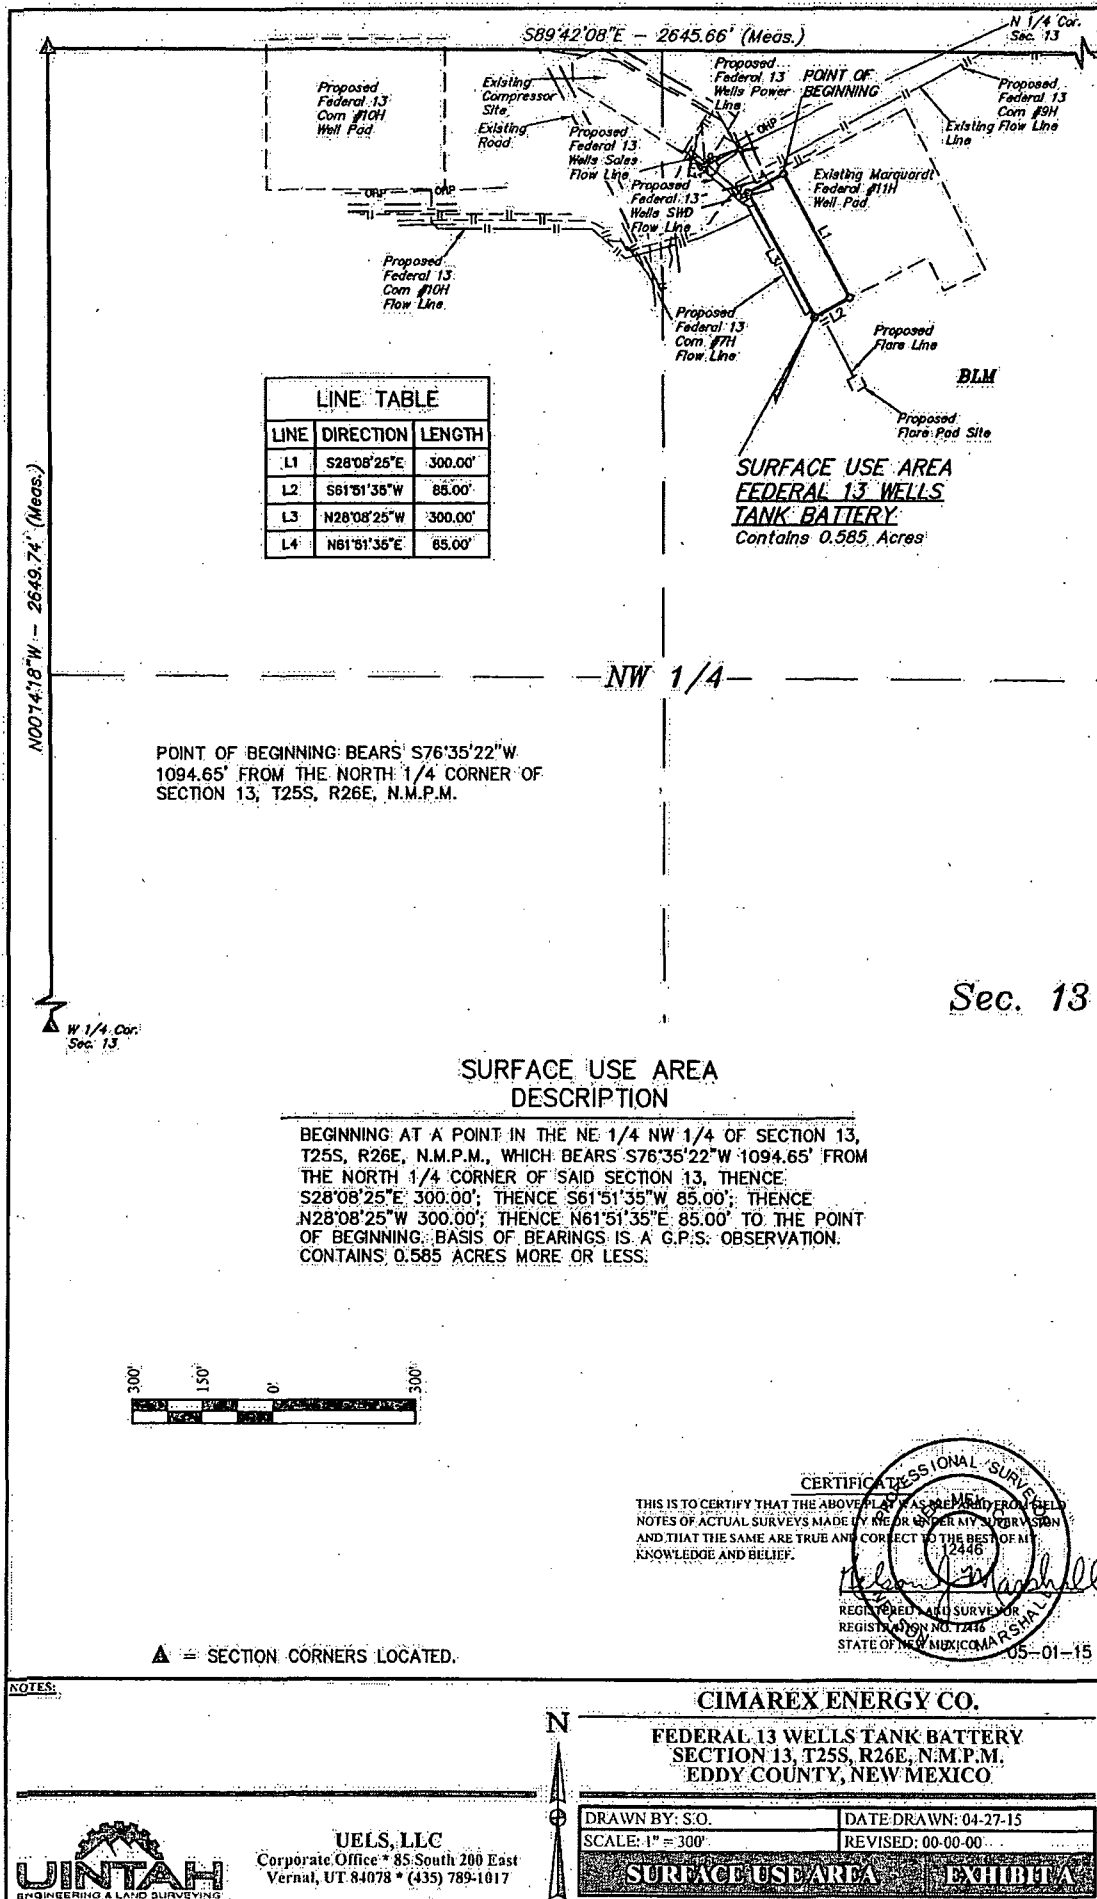 S89°42'08"E - 2645.66' (Meas.)
N 1/4 Cor.
Sec. 13
Proposed
Federal 13
Com #10H
Well Pad
Existing
Compressor
Site
Existing
Road
Proposed
Federal 13
Wells Power
Line
POINT OF
BEGINNING
Proposed
Federal 13
Com #9H
Flow Line
Existing
Line
Proposed
Federal 13
Wells Sales
Flow Line
OHP
Proposed
Federal 13
Wells SWD
Flow Line
Existing Marquardt
Federal #11H
Well Pad
OHP OHP
L1
L3
L2
Proposed
Federal 13
Com #10H
Flow Line
Proposed
Federal 13
Com #7H
Flow Line
Proposed
Flare Line
BLM
Proposed
Flare Pad Site
LINE TABLE
LINE DIRECTION LENGTH
L1 S28°08'25"E 300.00'
L2 S61°51'35"W 85.00'
L3 N28°08'25"W 300.00'
L4 N61°51'35"E 85.00'
SURFACE USE AREA
FEDERAL 13 WELLS
TANK BATTERY
Contains 0.585 Acres
N00°14'18"W - 2649.74' (Meas.)
NW 1/4
POINT OF BEGINNING BEARS S76°35'22"W
1094.65' FROM THE NORTH 1/4 CORNER OF
SECTION 13, T25S, R26E, N.M.P.M.
Sec. 13
W 1/4 Cor.
Sec. 13
SURFACE USE AREA
DESCRIPTION
BEGINNING AT A POINT IN THE NE 1/4 NW 1/4 OF SECTION 13,
T25S, R26E, N.M.P.M., WHICH BEARS S76°35'22"W 1094.65' FROM
THE NORTH 1/4 CORNER OF SAID SECTION 13, THENCE
S28°08'25"E 300.00'; THENCE S61°51'35"W 85.00'; THENCE
N28°08'25"W 300.00'; THENCE N61°51'35"E 85.00' TO THE POINT
OF BEGINNING. BASIS OF BEARINGS IS A G.P.S. OBSERVATION.
CONTAINS 0.585 ACRES MORE OR LESS.
300' 150' 0' 300'
CERTIFICATE
THIS IS TO CERTIFY THAT THE ABOVE PLAT WAS PREPARED FROM FIELD
NOTES OF ACTUAL SURVEYS MADE BY ME OR UNDER MY SUPERVISION
AND THAT THE SAME ARE TRUE AND CORRECT TO THE BEST OF MY
KNOWLEDGE AND BELIEF.
PROFESSIONAL SURVEYOR
NEW MEXICO
12446
NELSON J MARSHALL
Nelson J Marshall
REGISTERED LAND SURVEYOR
REGISTRATION NO. 12446
STATE OF NEW MEXICO
05-01-15
= SECTION CORNERS LOCATED.
NOTES:
N
CIMAREX ENERGY CO.
FEDERAL 13 WELLS TANK BATTERY
SECTION 13, T25S, R26E, N.M.P.M.
EDDY COUNTY, NEW MEXICO
DRAWN BY: S.O. DATE DRAWN: 04-27-15
SCALE: 1" = 300' REVISED: 00-00-00
SURFACE USE AREA EXHIBIT A
UINTAH
ENGINEERING & LAND SURVEYING
UELS, LLC
Corporate Office * 85 South 200 East
Vernal, UT 84078 * (435) 789-1017